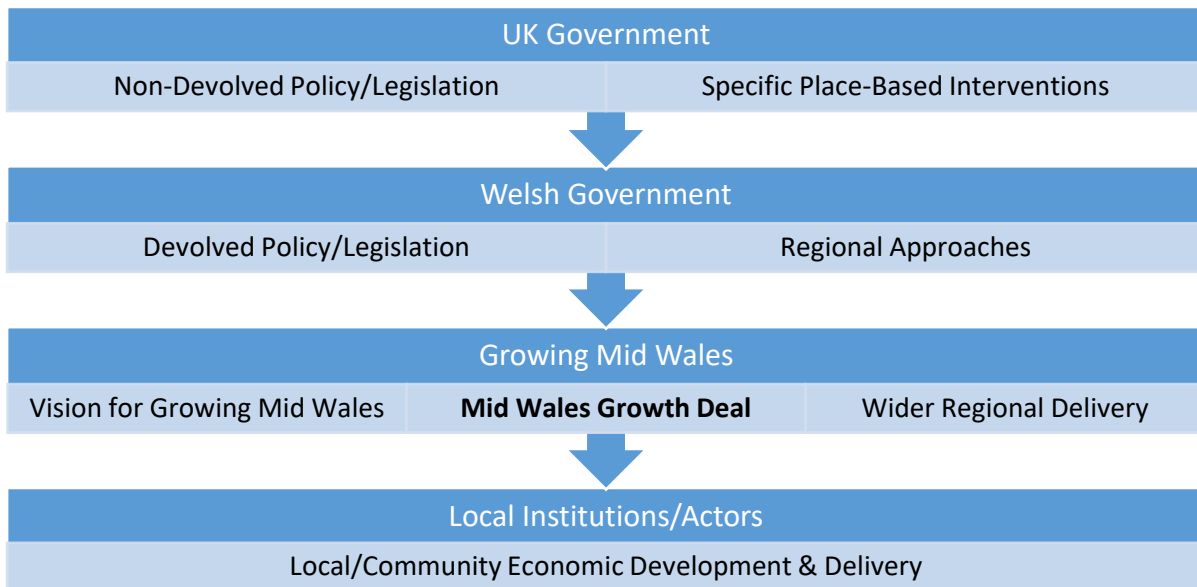 UK Government
Non-Devolved Policy/Legislation
Specific Place-Based Interventions
Welsh Government
Devolved Policy/Legislation
Regional Approaches
Growing Mid Wales
Vision for Growing Mid Wales
Mid Wales Growth Deal
Wider Regional Delivery
Local Institutions/Actors
Local/Community Economic Development & Delivery